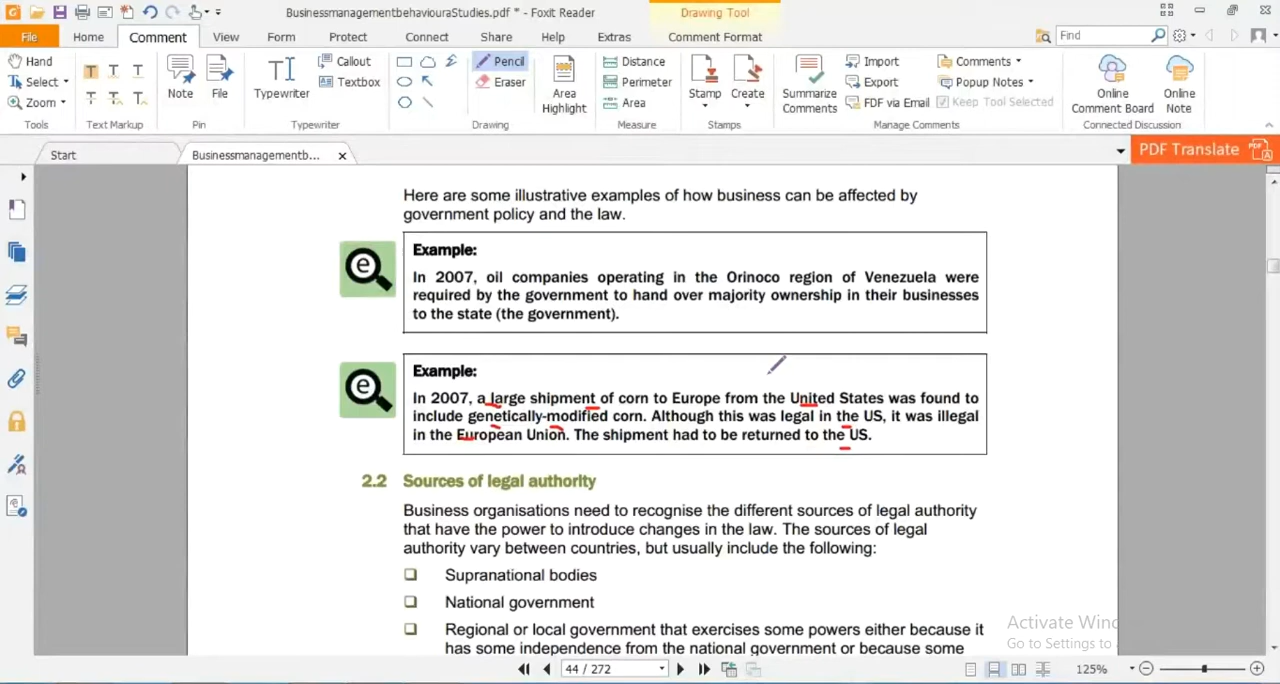 BusinessmanagementbehaviouraStudies.pdf * - Foxit Reader
Drawing Tool
File Home Comment View Form Protect Connect Share Help Extras Comment Format Find
Hand
Select
Zoom
Tools
T T T
T T T
Text Markup
Note File
Pin
Typewriter
Callout
Textbox
Typewriter
Pencil
Eraser
Drawing
Area Highlight
Distance
Perimeter
Area
Measure
Stamp Create
Stamps
Summarize Comments
Import
Export
FDF via Email
Comments
Popup Notes
Keep Tool Selected
Manage Comments
Online Comment Board
Online Note
Connected Discussion
Start Businessmanagementb... PDF Translate
Here are some illustrative examples of how business can be affected by
government policy and the law.
Example:
In 2007, oil companies operating in the Orinoco region of Venezuela were
required by the government to hand over majority ownership in their businesses
to the state (the government).
Example:
In 2007, a large shipment of corn to Europe from the United States was found to
include genetically-modified corn. Although this was legal in the US, it was illegal
in the European Union. The shipment had to be returned to the US.
2.2 Sources of legal authority
Business organisations need to recognise the different sources of legal authority
that have the power to introduce changes in the law. The sources of legal
authority vary between countries, but usually include the following:
Supranational bodies
National government
Regional or local government that exercises some powers either because it
has some independence from the national government or because some
Activate Winc
Go to Settings to
44 / 272
125%